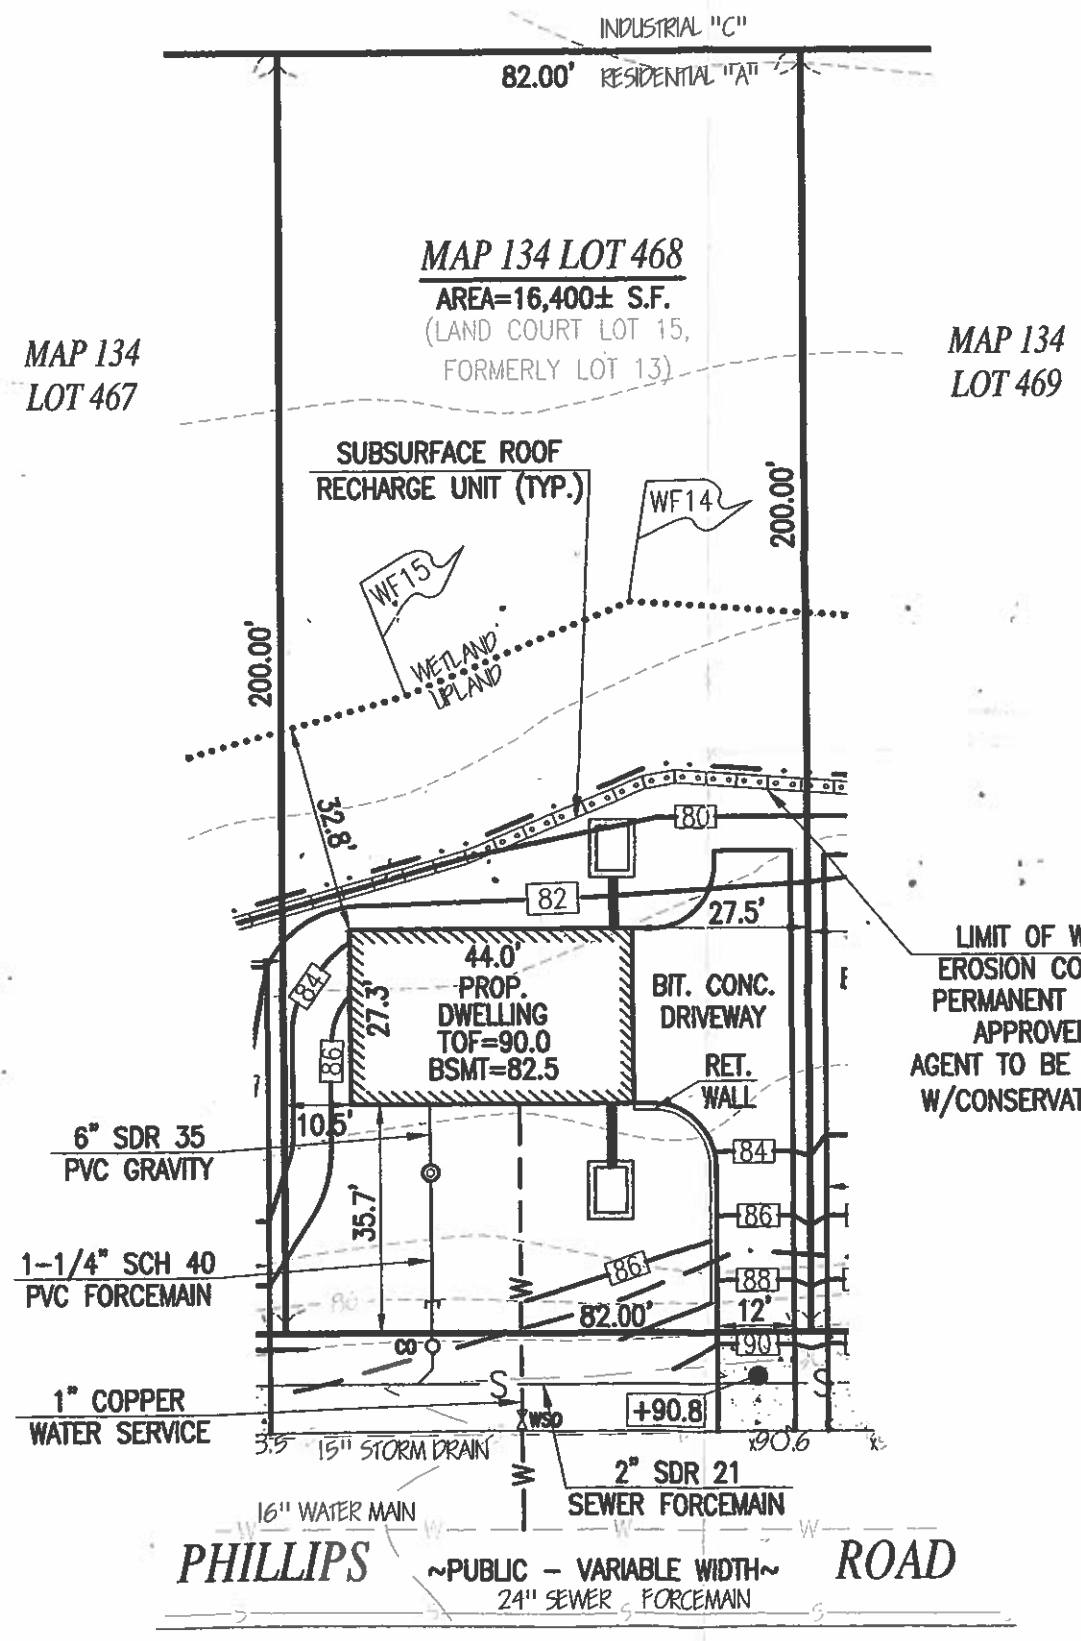 INDUSTRIAL "C"
82.00' RESIDENTIAL "A"
MAP 134 LOT 468
AREA=16,400± S.F.
(LAND COURT LOT 15,
FORMERLY LOT 13)
MAP 134
LOT 467
MAP 134
LOT 469
SUBSURFACE ROOF
RECHARGE UNIT (TYP.)
WF14
200.00'
WF15
200.00'
WETLAND
UPLAND
32.8'
80
82
27.5'
LIMIT OF W
EROSION CO
PERMANENT
APPROVE
AGENT TO BE
W/CONSERVAT
84
86
44.0'
27.3'
PROP.
DWELLING
TOF=90.0
BSMT=82.5
BIT. CONC.
DRIVEWAY
RET.
WALL
10.5'
6" SDR 35
PVC GRAVITY
35.7'
84
86
86
88
1-1/4" SCH 40
PVC FORCEMAIN
W
F
80
82.00'
12'
90
CO
S
S
1" COPPER
WATER SERVICE
WSO
+90.8
3.5
15" STORM DRAIN
x90.6
W
2" SDR 21
SEWER FORCEMAIN
16" WATER MAIN
W W W W
PHILLIPS ~PUBLIC - VARIABLE WIDTH~ ROAD
24" SEWER FORCEMAIN
S S S S